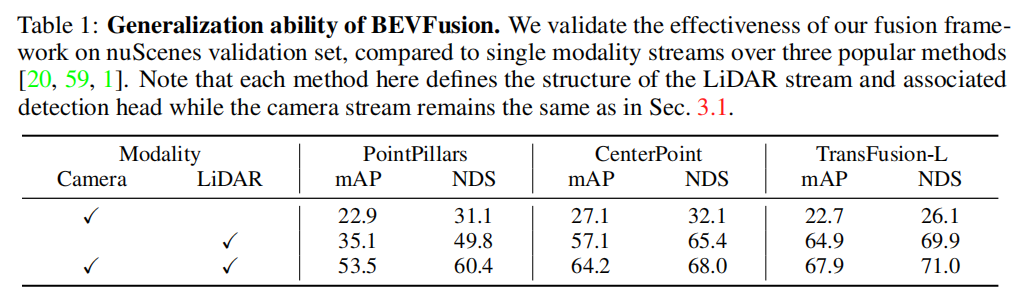 Table 1: Generalization ability of BEVFusion. We validate the effectiveness of our fusion frame-
work on nuScenes validation set, compared to single modality streams over three popular methods
[20, 59, 1]. Note that each method here defines the structure of the LiDAR stream and associated
detection head while the camera stream remains the same as in Sec. 3.1.
Modality PointPillars CenterPoint TransFusion-L
Camera LiDAR mAP NDS mAP NDS mAP NDS
✓ 22.9 31.1 27.1 32.1 22.7 26.1
✓ 35.1 49.8 57.1 65.4 64.9 69.9
✓ ✓ 53.5 60.4 64.2 68.0 67.9 71.0